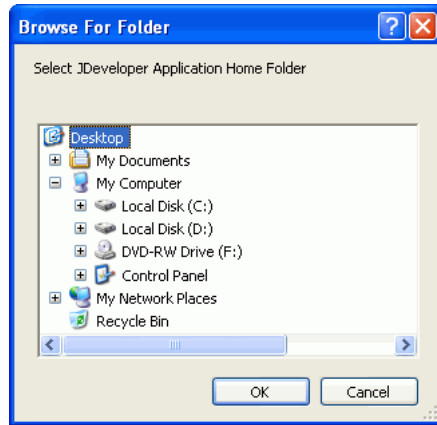 Browse For Folder
Select JDeveloper Application Home Folder
Desktop
My Documents
My Computer
Local Disk (C:)
Local Disk (D:)
DVD-RW Drive (F:)
Control Panel
My Network Places
Recycle Bin
OK Cancel